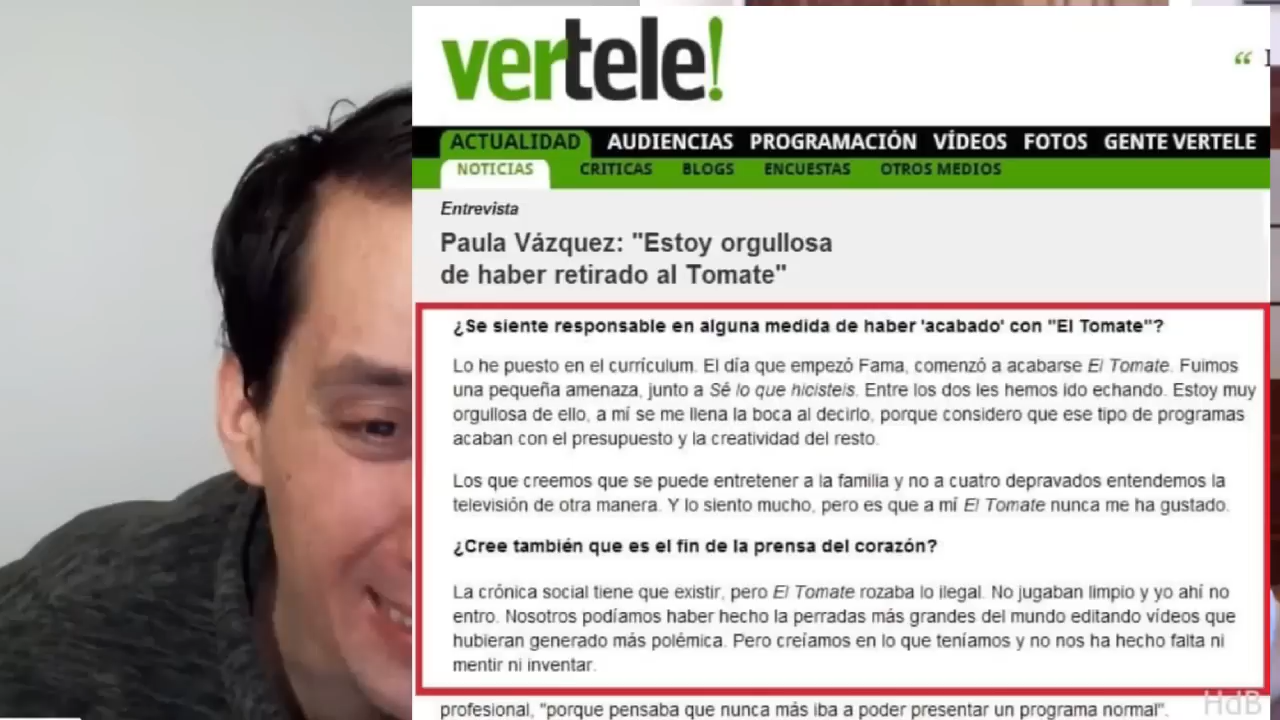 vertele!
“
ACTUALIDAD AUDIENCIAS PROGRAMACIÓN VÍDEOS FOTOS GENTE VERTELE
NOTICIAS CRITICAS BLOGS ENCUESTAS OTROS MEDIOS
Entrevista
Paula Vázquez: "Estoy orgullosa
de haber retirado al Tomate"
¿Se siente responsable en alguna medida de haber 'acabado' con "El Tomate"?
Lo he puesto en el currículum. El día que empezó Fama, comenzó a acabarse El Tomate. Fuimos
una pequeña amenaza, junto a Sé lo que hicisteis. Entre los dos les hemos ido echando. Estoy muy
orgullosa de ello, a mí se me llena la boca al decirlo, porque considero que ese tipo de programas
acaban con el presupuesto y la creatividad del resto.
Los que creemos que se puede entretener a la familia y no a cuatro depravados entendemos la
televisión de otra manera. Y lo siento mucho, pero es que a mí El Tomate nunca me ha gustado.
¿Cree también que es el fin de la prensa del corazón?
La crónica social tiene que existir, pero El Tomate rozaba lo ilegal. No jugaban limpio y yo ahí no
entro. Nosotros podíamos haber hecho la perradas más grandes del mundo editando vídeos que
hubieran generado más polémica. Pero creíamos en lo que teníamos y no nos ha hecho falta ni
mentir ni inventar.
HdB
profesional, "porque pensaba que nunca más iba a poder presentar un programa normal".